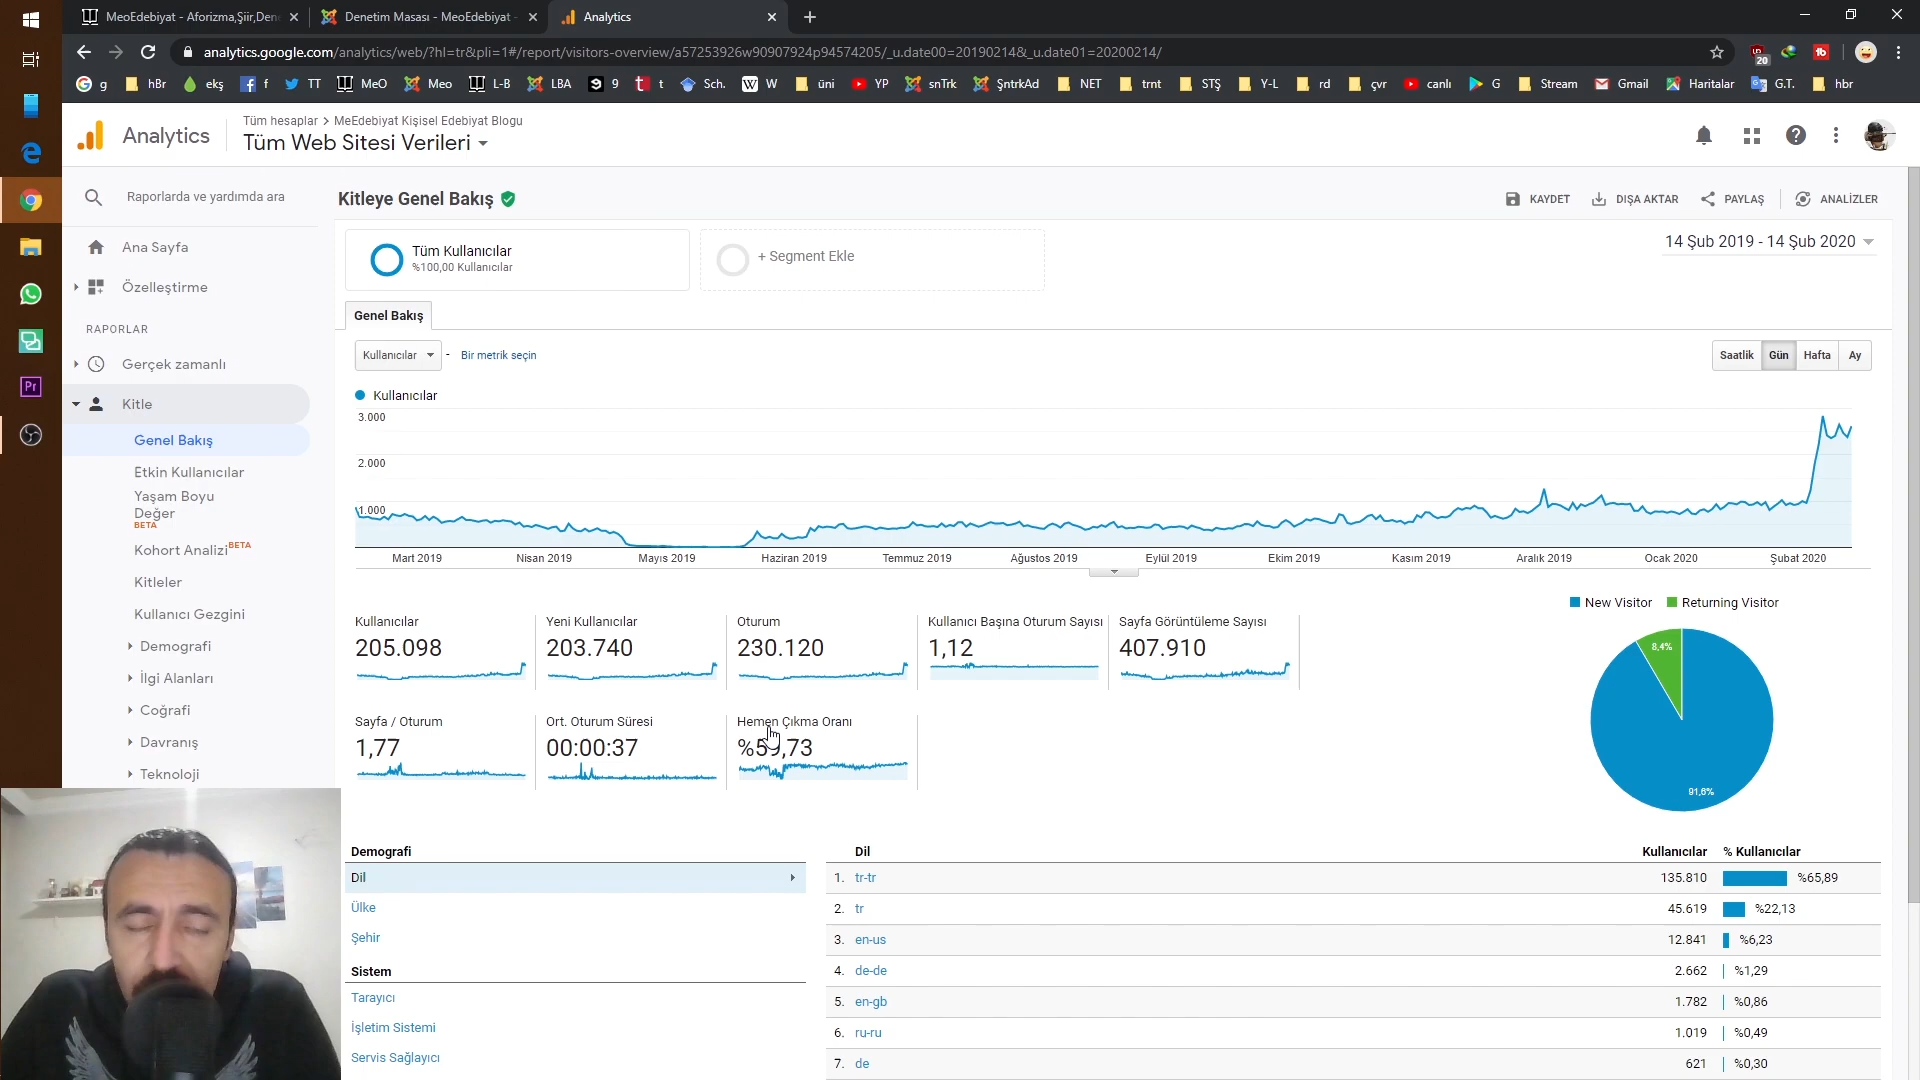 MeoEdebiyat - Aforizma,Şiir,Den
Denetim Masası - MeoEdebiyat -
Analytics
analytics.google.com/analytics/web/?hl=tr&pli=1#/report/visitors-overview/a57253926w90907924p94574205/_u.date00=20190214&_u.date01=20200214/
20
g hBr ekş f TT MeO Meo L-B LBA 9 t Sch. W üni YP snTrk ŞntrkAd NET trnt STŞ Y-L rd çvr canlı G Stream Gmail Haritalar G.T. hbr
Analytics
Tüm hesaplar > MeEdebiyat Kişisel Edebiyat Blogu
Tüm Web Sitesi Verileri
Raporlarda ve yardımda ara
Ana Sayfa
Özelleştirme
RAPORLAR
Gerçek zamanlı
Kitle
Genel Bakış
Etkin Kullanıcılar
Yaşam Boyu
Değer
BETA
Kohort Analizi BETA
Kitleler
Kullanıcı Gezgini
Demografi
İlgi Alanları
Coğrafi
Davranış
Teknoloji
Pr
Kitleye Genel Bakış
KAYDET DIŞA AKTAR PAYLAŞ ANALİZLER
Tüm Kullanıcılar
%100,00 Kullanıcılar
+ Segment Ekle
14 Şub 2019 - 14 Şub 2020
Genel Bakış
Kullanıcılar - Bir metrik seçin
Saatlik Gün Hafta Ay
Kullanıcılar
3.000
2.000
1.000
Mart 2019 Nisan 2019 Mayıs 2019 Haziran 2019 Temmuz 2019 Ağustos 2019 Eylül 2019 Ekim 2019 Kasım 2019 Aralık 2019 Ocak 2020 Şubat 2020
New Visitor Returning Visitor
8,4%
91,6%
Kullanıcılar
205.098
Yeni Kullanıcılar
203.740
Oturum
230.120
Kullanıcı Başına Oturum Sayısı
1,12
Sayfa Görüntüleme Sayısı
407.910
Sayfa / Oturum
1,77
Ort. Oturum Süresi
00:00:37
Hemen Çıkma Oranı
%59,73
Demografi
Dil
Ülke
Şehir
Sistem
Tarayıcı
İşletim Sistemi
Servis Sağlayıcı
Dil Kullanıcılar % Kullanıcılar
1. tr-tr 135.810 %65,89
2. tr 45.619 %22,13
3. en-us 12.841 %6,23
4. de-de 2.662 %1,29
5. en-gb 1.782 %0,86
6. ru-ru 1.019 %0,49
7. de 621 %0,30